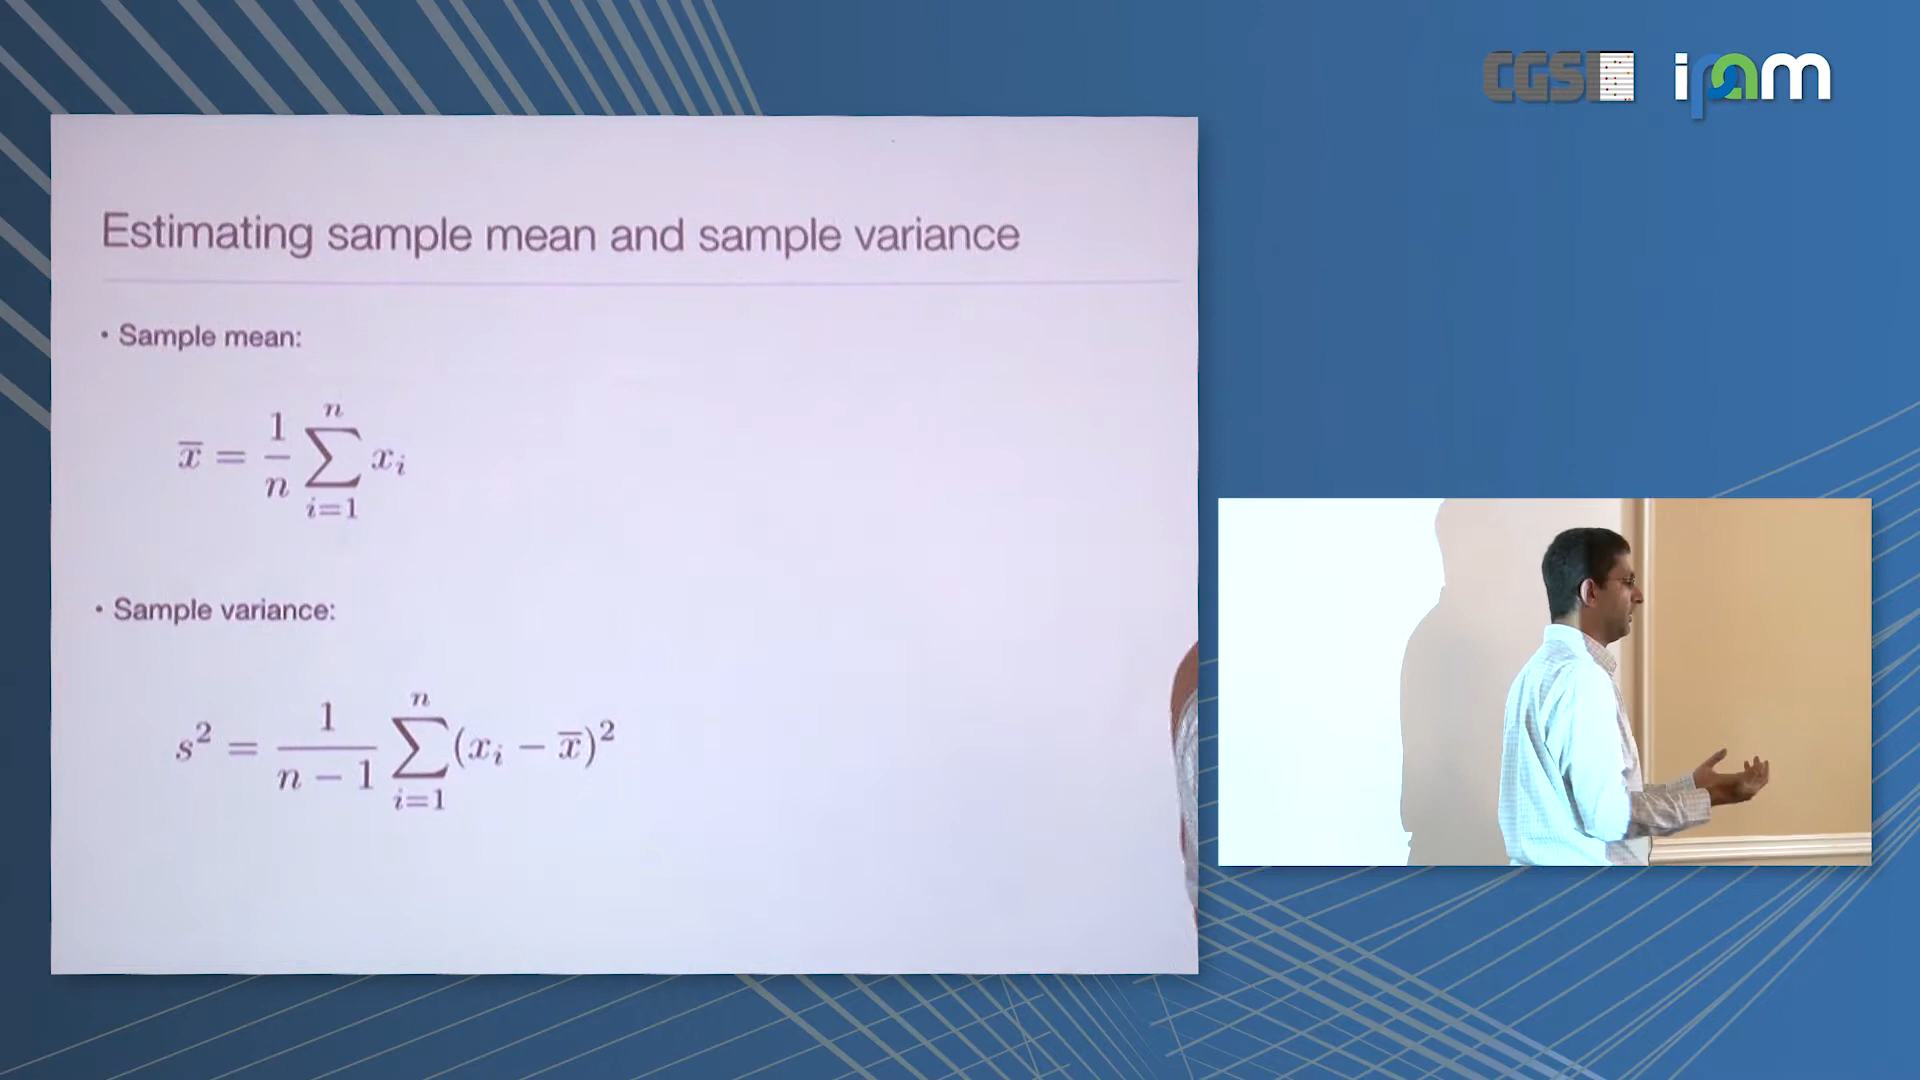 CGSI ipam
Estimating sample mean and sample variance
• Sample mean:
x̄ = 1/n ∑_{i=1}^{n} x_i
• Sample variance:
s² = 1/(n − 1) ∑_{i=1}^{n} (x_i − x̄)²